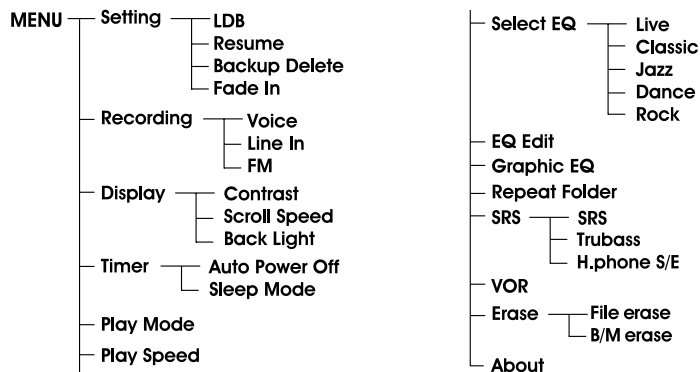 MENU
Setting
LDB
Resume
Backup Delete
Fade In
Recording
Voice
Line In
FM
Display
Contrast
Scroll Speed
Back Light
Timer
Auto Power Off
Sleep Mode
Play Mode
Play Speed
Select EQ
Live
Classic
Jazz
Dance
Rock
EQ Edit
Graphic EQ
Repeat Folder
SRS
SRS
Trubass
H.phone S/E
VOR
Erase
File erase
B/M erase
About